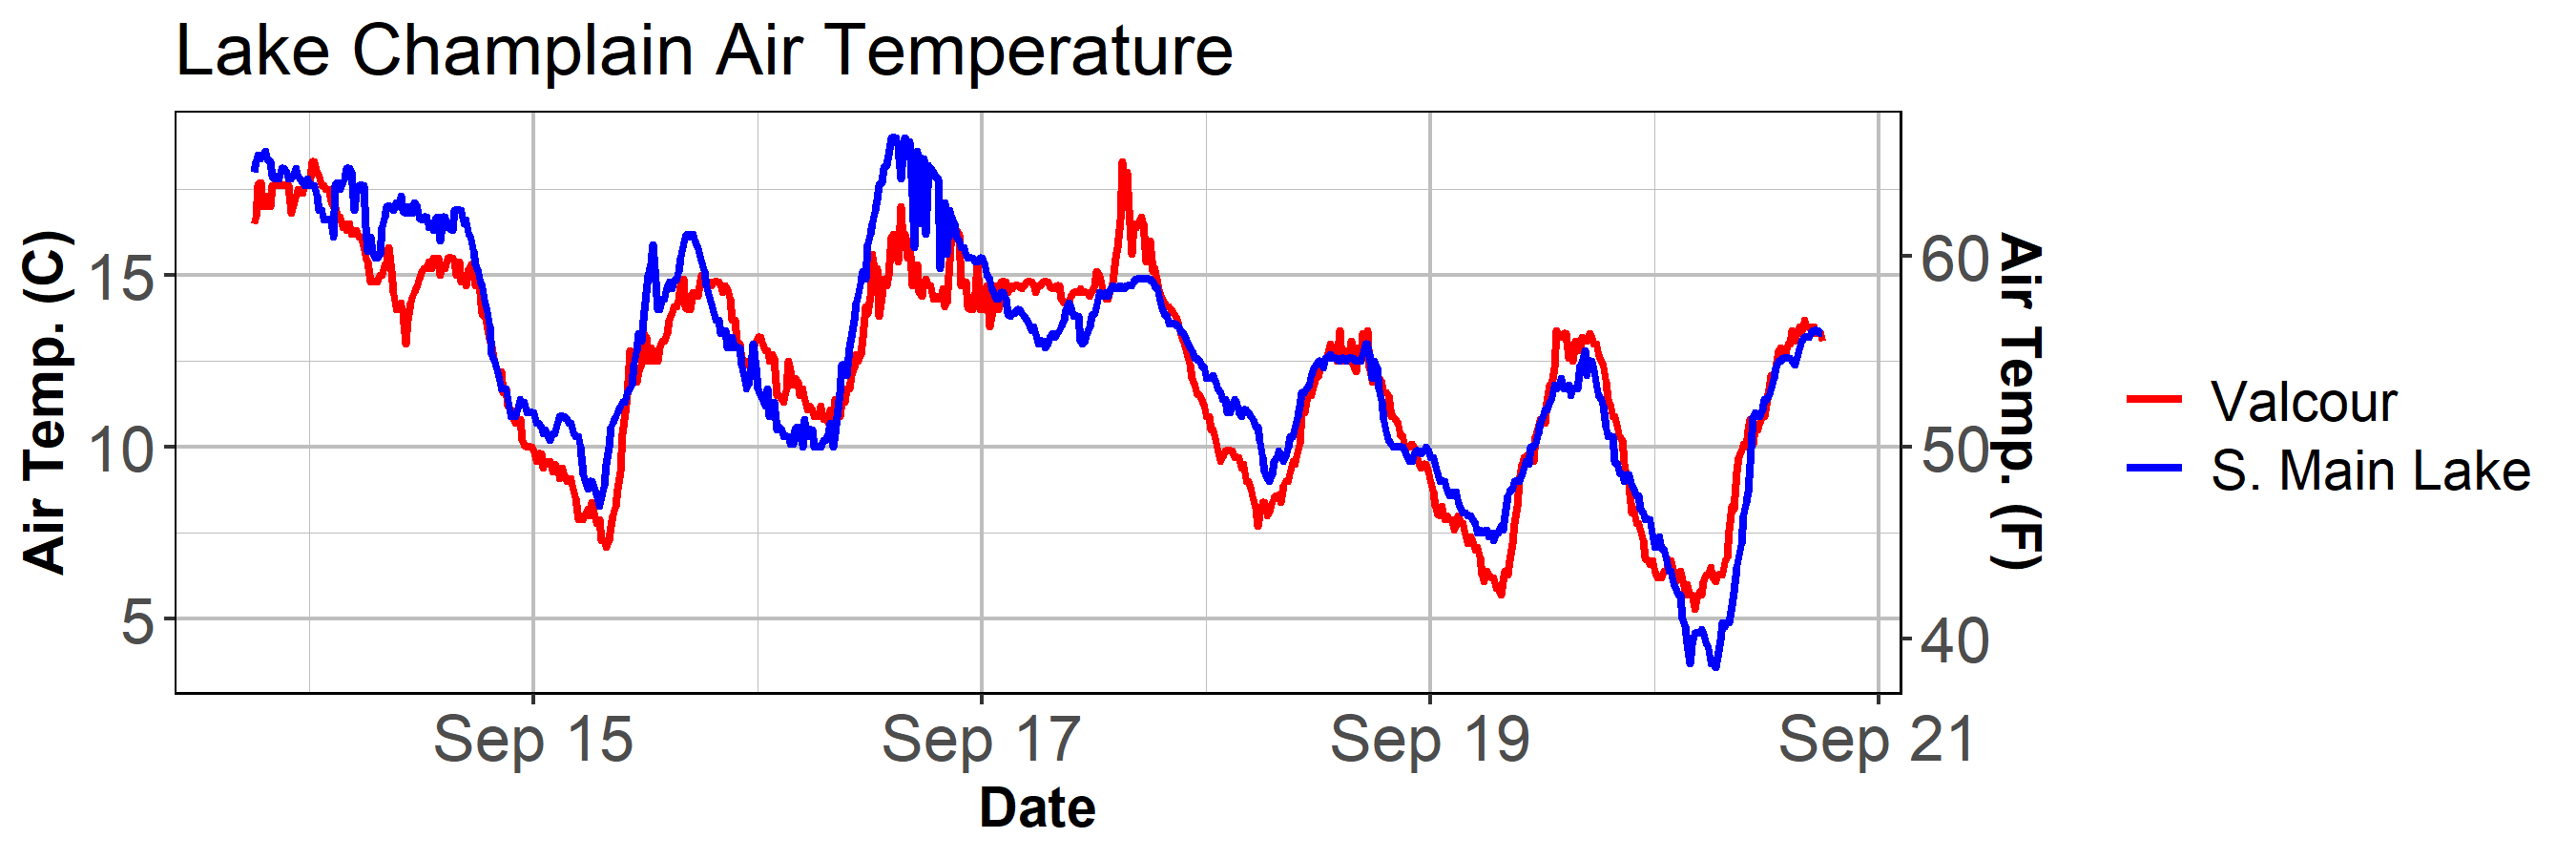 Lake Champlain Air Temperature
Air Temp. (C)
15
10
5
60
50
40
Air Temp. (F)
Sep 15
Sep 17
Sep 19
Sep 21
Date
Valcour
S. Main Lake